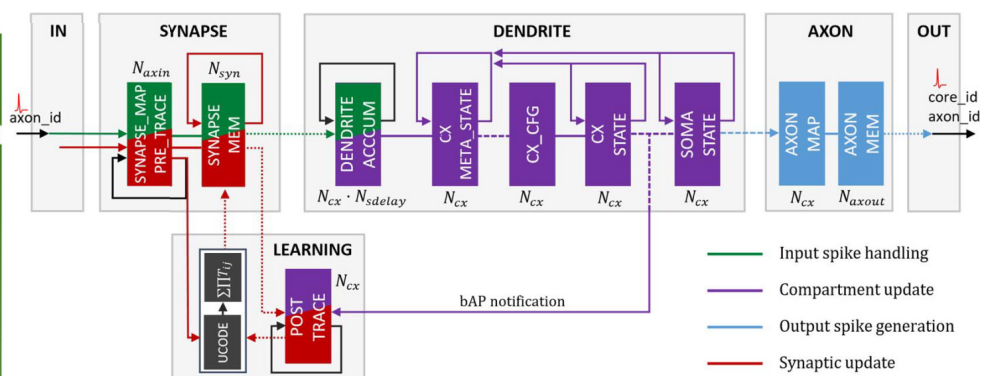 IN
SYNAPSE
DENDRITE
AXON
OUT
axon_id
N_axin
N_syn
SYNAPSE_MAP
PRE_TRACE
SYNAPSE
MEM
DENDRITE
ACCCUM
CX
META_STATE
CX_CFG
CX
STATE
SOMA
STATE
AXON
MAP
AXON
MEM
core_id
axon_id
N_cx · N_sdelay
N_cx
N_cx
N_cx
N_cx
N_cx
N_axout
LEARNING
ΣΠT_ij
UCODE
N_cx
POST
TRACE
bAP notification
Input spike handling
Compartment update
Output spike generation
Synaptic update